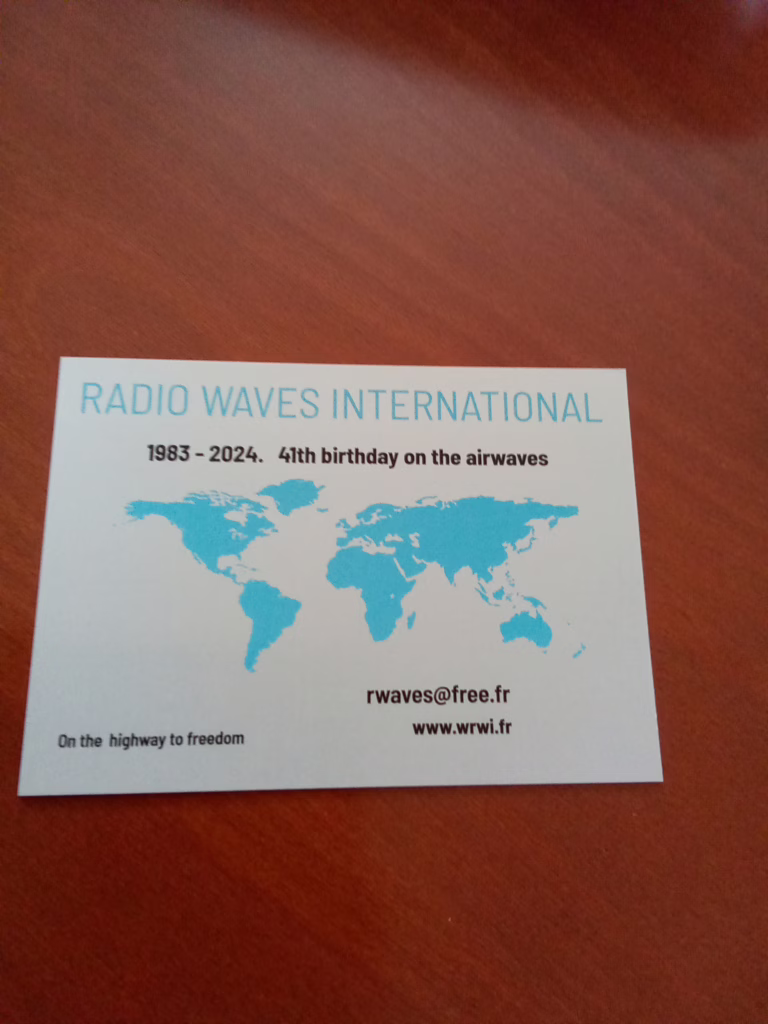 RADIO WAVES INTERNATIONAL
1983 - 2024. 41th birthday on the airwaves
rwaves@free.fr
www.wrwi.fr
On the highway to freedom